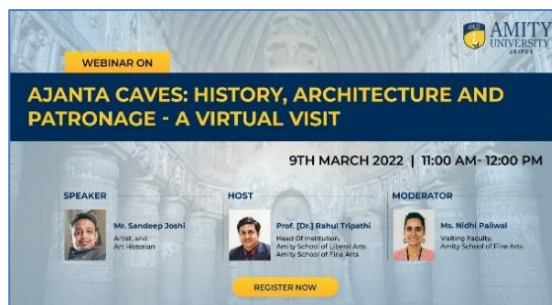 AMITY
UNIVERSITY
JAIPUR
WEBINAR ON
AJANTA CAVES: HISTORY, ARCHITECTURE AND
PATRONAGE - A VIRTUAL VISIT
9TH MARCH 2022 | 11:00 AM- 12:00 PM
SPEAKER
Mr. Sandeep Joshi
Artist, and
Art Historian
HOST
Prof. [Dr.] Rahul Tripathi
Head Of Institution,
Amity School of Liberal Arts
Amity School of Fine Arts
MODERATOR
Ms. Nidhi Paliwal
Visiting Faculty,
Amity School of Fine Arts
REGISTER NOW